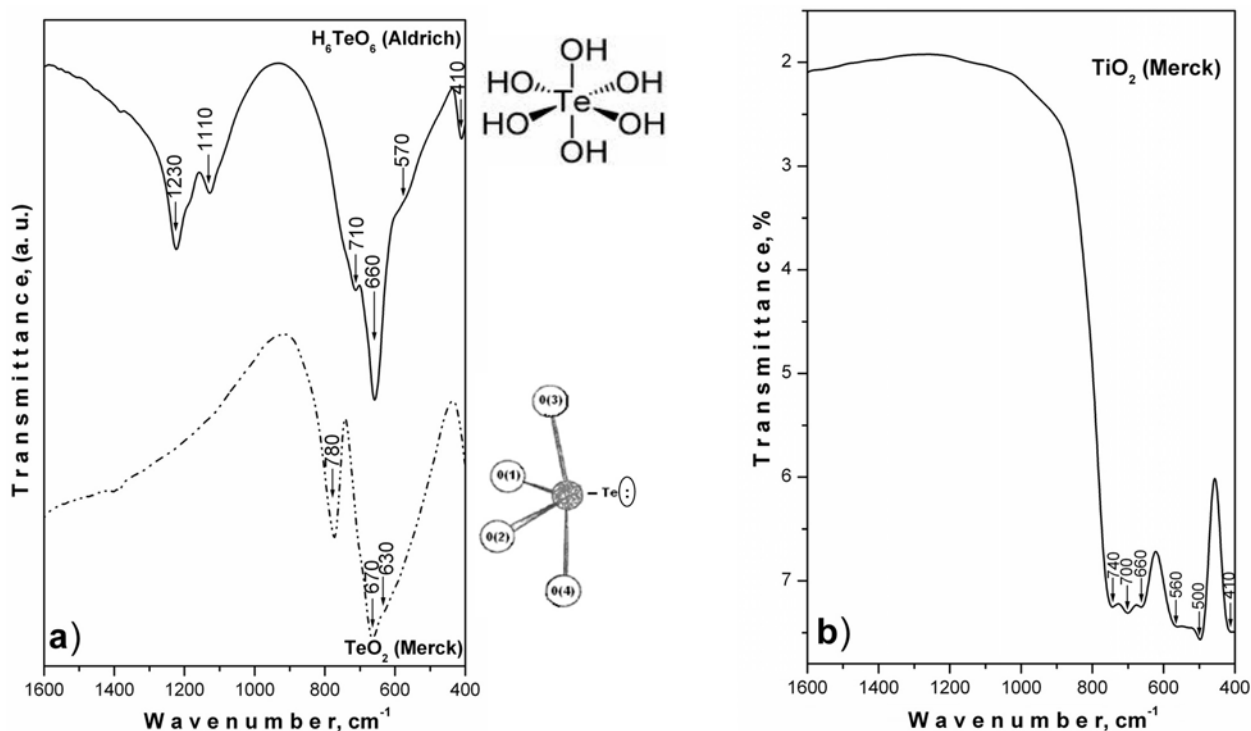 H₆TeO₆ (Aldrich)
1230
1110
710
660
570
410
OH
HO OH
Te
HO OH
OH
780
670
630
O(3)
O(1)
Te :
O(2)
O(4)
a)
TeO₂ (Merck)
Transmittance, (a. u.)
1600 1400 1200 1000 800 600 400
Wavenumber, cm⁻¹
TiO₂ (Merck)
2
3
4
5
6
7
Transmittance, %
740
700
660
560
500
410
b)
1600 1400 1200 1000 800 600 400
Wavenumber, cm⁻¹